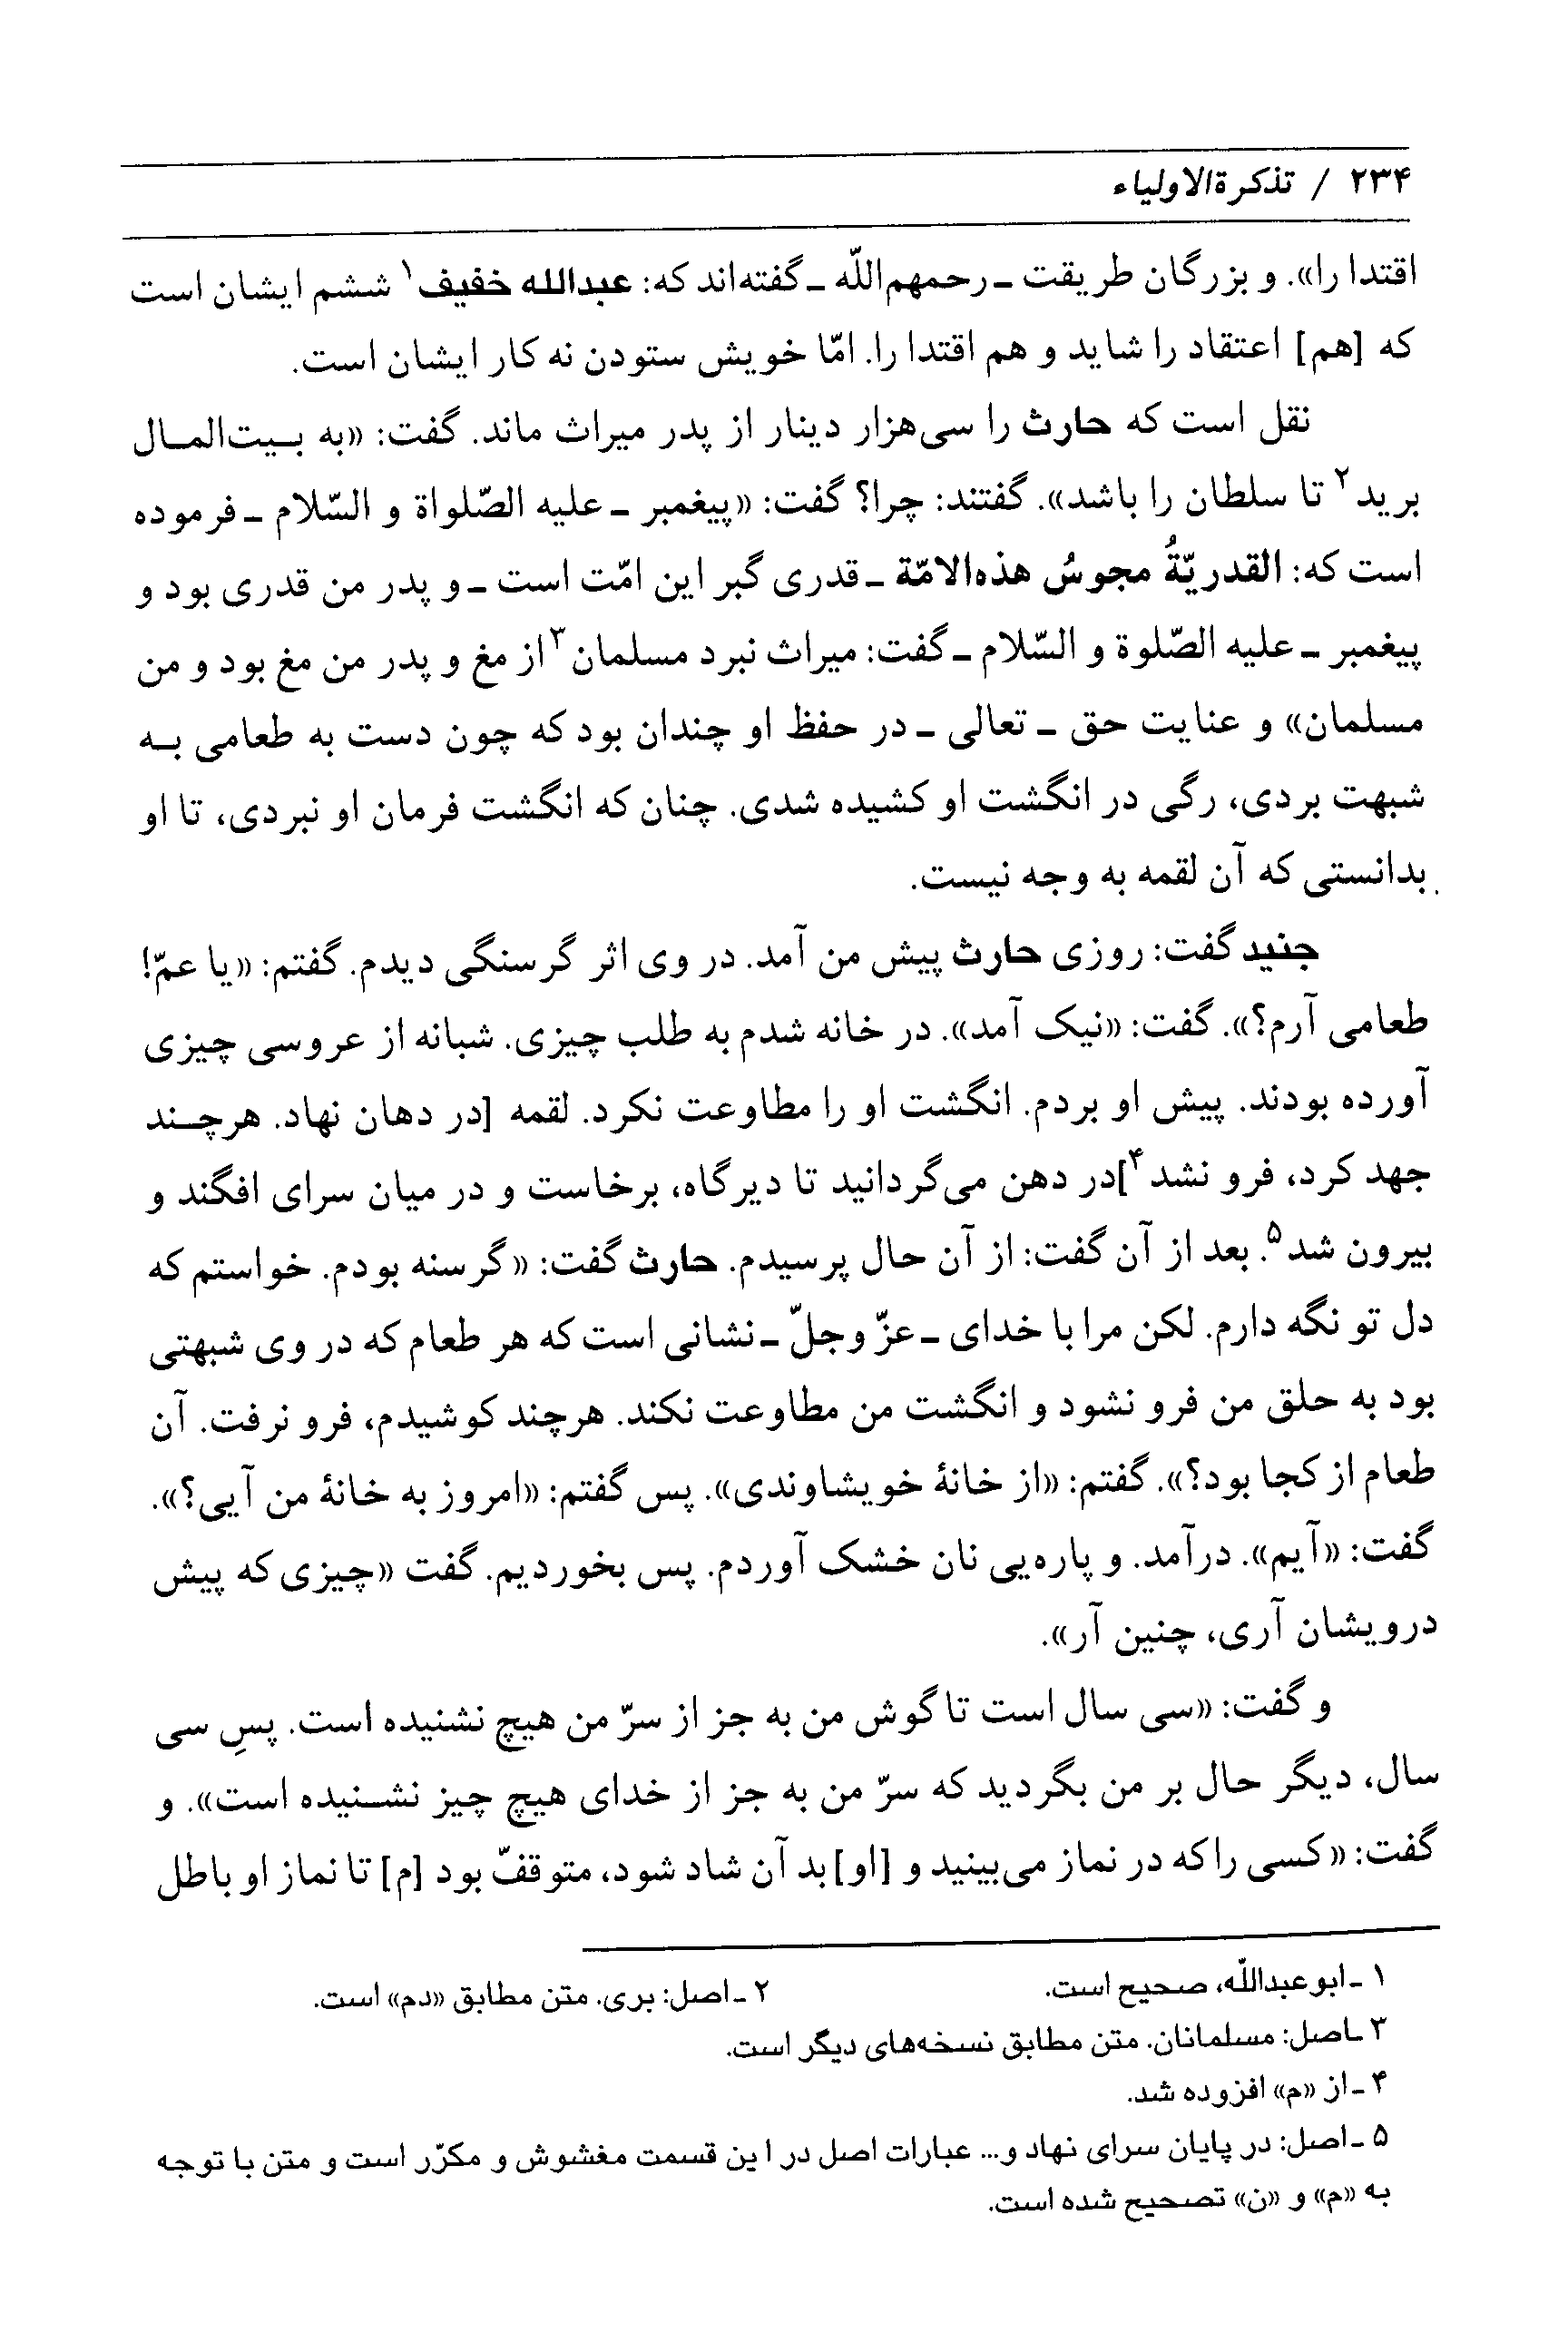 ۲۳۴ / تذکرةالاولیاء
اقتدا را». و بزرگان طریقت ـ رحمهم‌اللّه ـ گفته‌اند که: عبدالله خفیف۱ ششم ایشان است
که [هم] اعتقاد را شاید و هم اقتدا را. امّا خویش ستودن نه کار ایشان است.
نقل است که حارث را سی‌هزار دینار از پدر میراث ماند. گفت: «به بیت‌المال
برید۲ تا سلطان را باشد». گفتند: چرا؟ گفت: «پیغمبر ـ علیه الصّلواة و السّلام ـ فرموده
است که: القدریّةُ مجوسُ هذه‌الامّة ـ قدری گبر این امّت است ـ و پدر من قدری بود و
پیغمبر ـ علیه الصّلوة و السّلام ـ گفت: میراث نبرد مسلمان۳ از مغ و پدر من مغ بود و من
مسلمان» و عنایت حق ـ تعالی ـ در حفظ او چندان بود که چون دست به طعامی به
شبهت بردی، رگی در انگشت او کشیده شدی. چنان که انگشت فرمان او نبردی، تا او
بدانستی که آن لقمه به وجه نیست.
جنید گفت: روزی حارث پیش من آمد. در وی اثر گرسنگی دیدم. گفتم: «یا عمّ!
طعامی آرم؟». گفت: «نیک آمد». در خانه شدم به طلب چیزی. شبانه از عروسی چیزی
آورده بودند. پیش او بردم. انگشت او را مطاوعت نکرد. لقمه [در دهان نهاد. هرچند
جهد کرد، فرو نشد۴] در دهن می‌گردانید تا دیرگاه، برخاست و در میان سرای افگند و
بیرون شد۵. بعد از آن گفت: از آن حال پرسیدم. حارث گفت: «گرسنه بودم. خواستم که
دل تو نگه دارم. لکن مرا با خدای ـ عزّ وجلّ ـ نشانی است که هر طعام که در وی شبهتی
بود به حلق من فرو نشود و انگشت من مطاوعت نکند. هرچند کوشیدم، فرو نرفت. آن
طعام از کجا بود؟». گفتم: «از خانهٔ خویشاوندی». پس گفتم: «امروز به خانهٔ من آیی؟».
گفت: «آیم». درآمد. و پاره‌یی نان خشک آوردم. پس بخوردیم. گفت «چیزی که پیش
درویشان آری، چنین آر».
و گفت: «سی سال است تا گوش من به جز از سرّ من هیچ نشنیده است. پسِ سی
سال، دیگر حال بر من بگردید که سرّ من به جز از خدای هیچ چیز نشنیده است». و
گفت: «کسی را که در نماز می‌بینید و [او] بد آن شاد شود، متوقفّ بود [م] تا نماز او باطل
۱ ـ ابوعبداللّه، صحیح است. ۲ ـ اصل: بری. متن مطابق «دم» است.
۳ ـ اصل: مسلمانان. متن مطابق نسخه‌های دیگر است.
۴ ـ از «م» افزوده شد.
۵ ـ اصل: در پایان سرای نهاد و... عبارات اصل در این قسمت مغشوش و مکرّر است و متن با توجه
به «م» و «ن» تصحیح شده است.